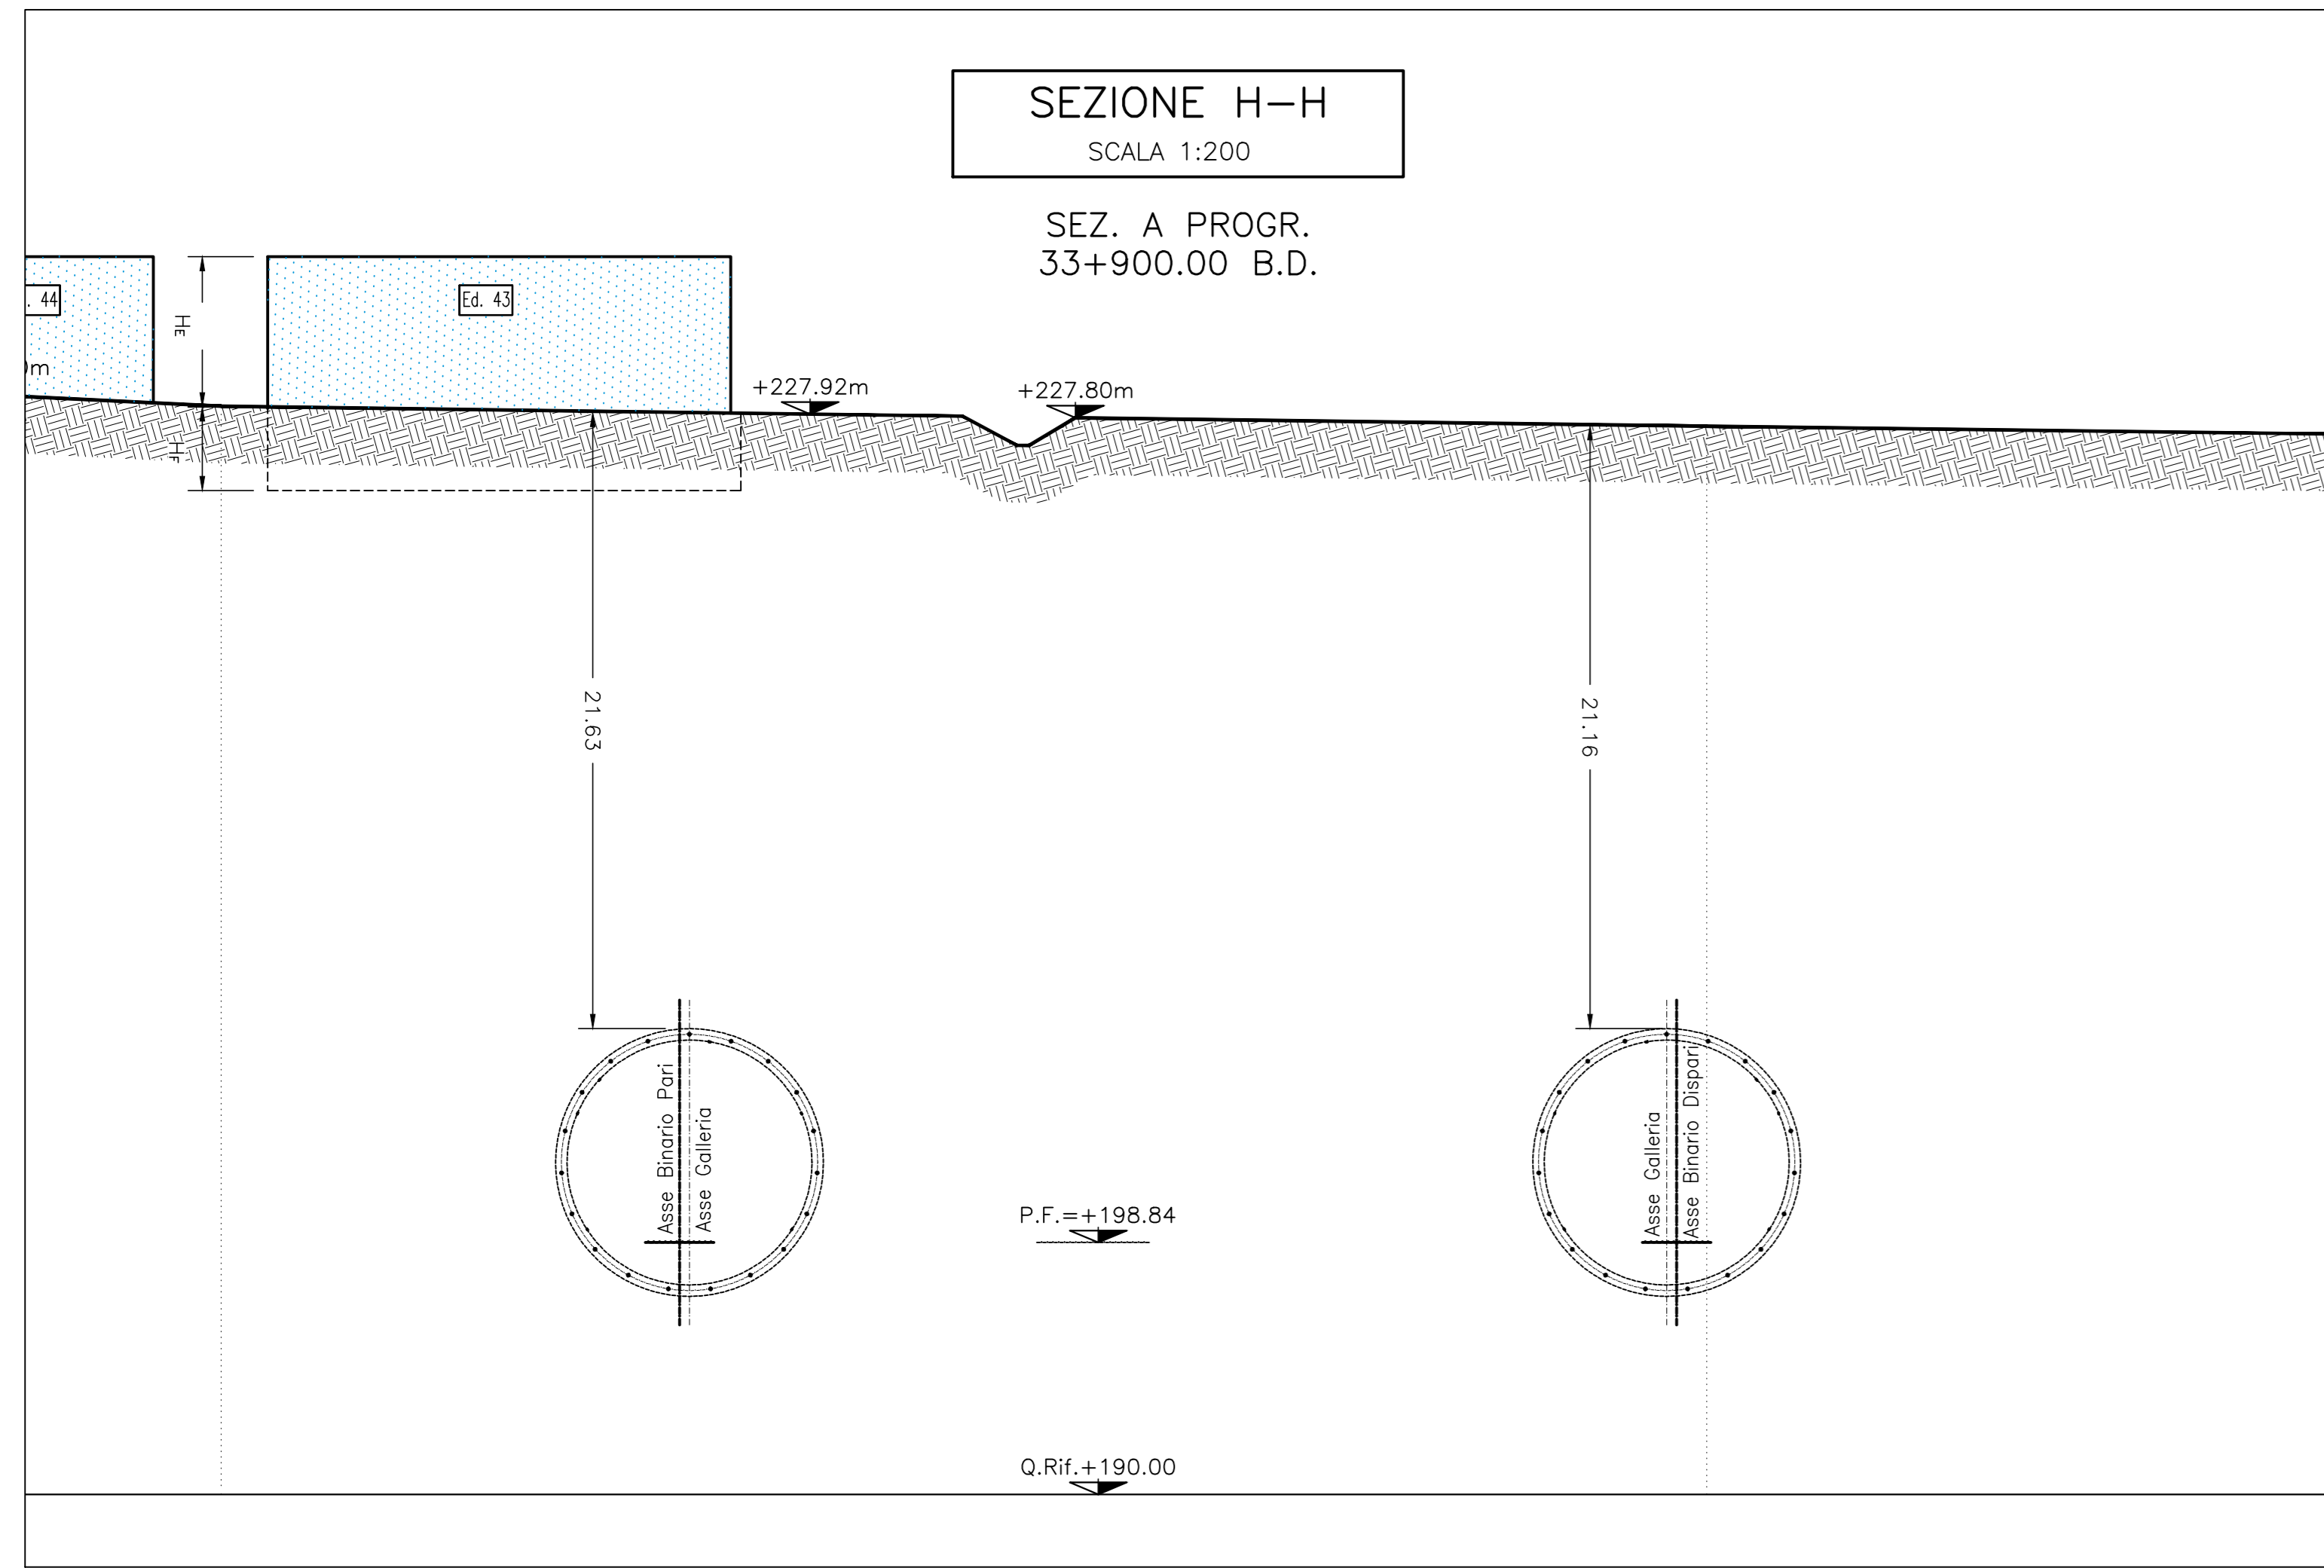 SEZIONE H-H
SCALA 1:200
SEZ. A PROGR.
33+900.00 B.D.
. 44
Ed. 43
HE
m
+227.92m
+227.80m
HF
21.63
21.16
Asse Binario Pari
Asse Galleria
Asse Galleria
Asse Binario Dispari
P.F.=+198.84
Q.Rif.+190.00